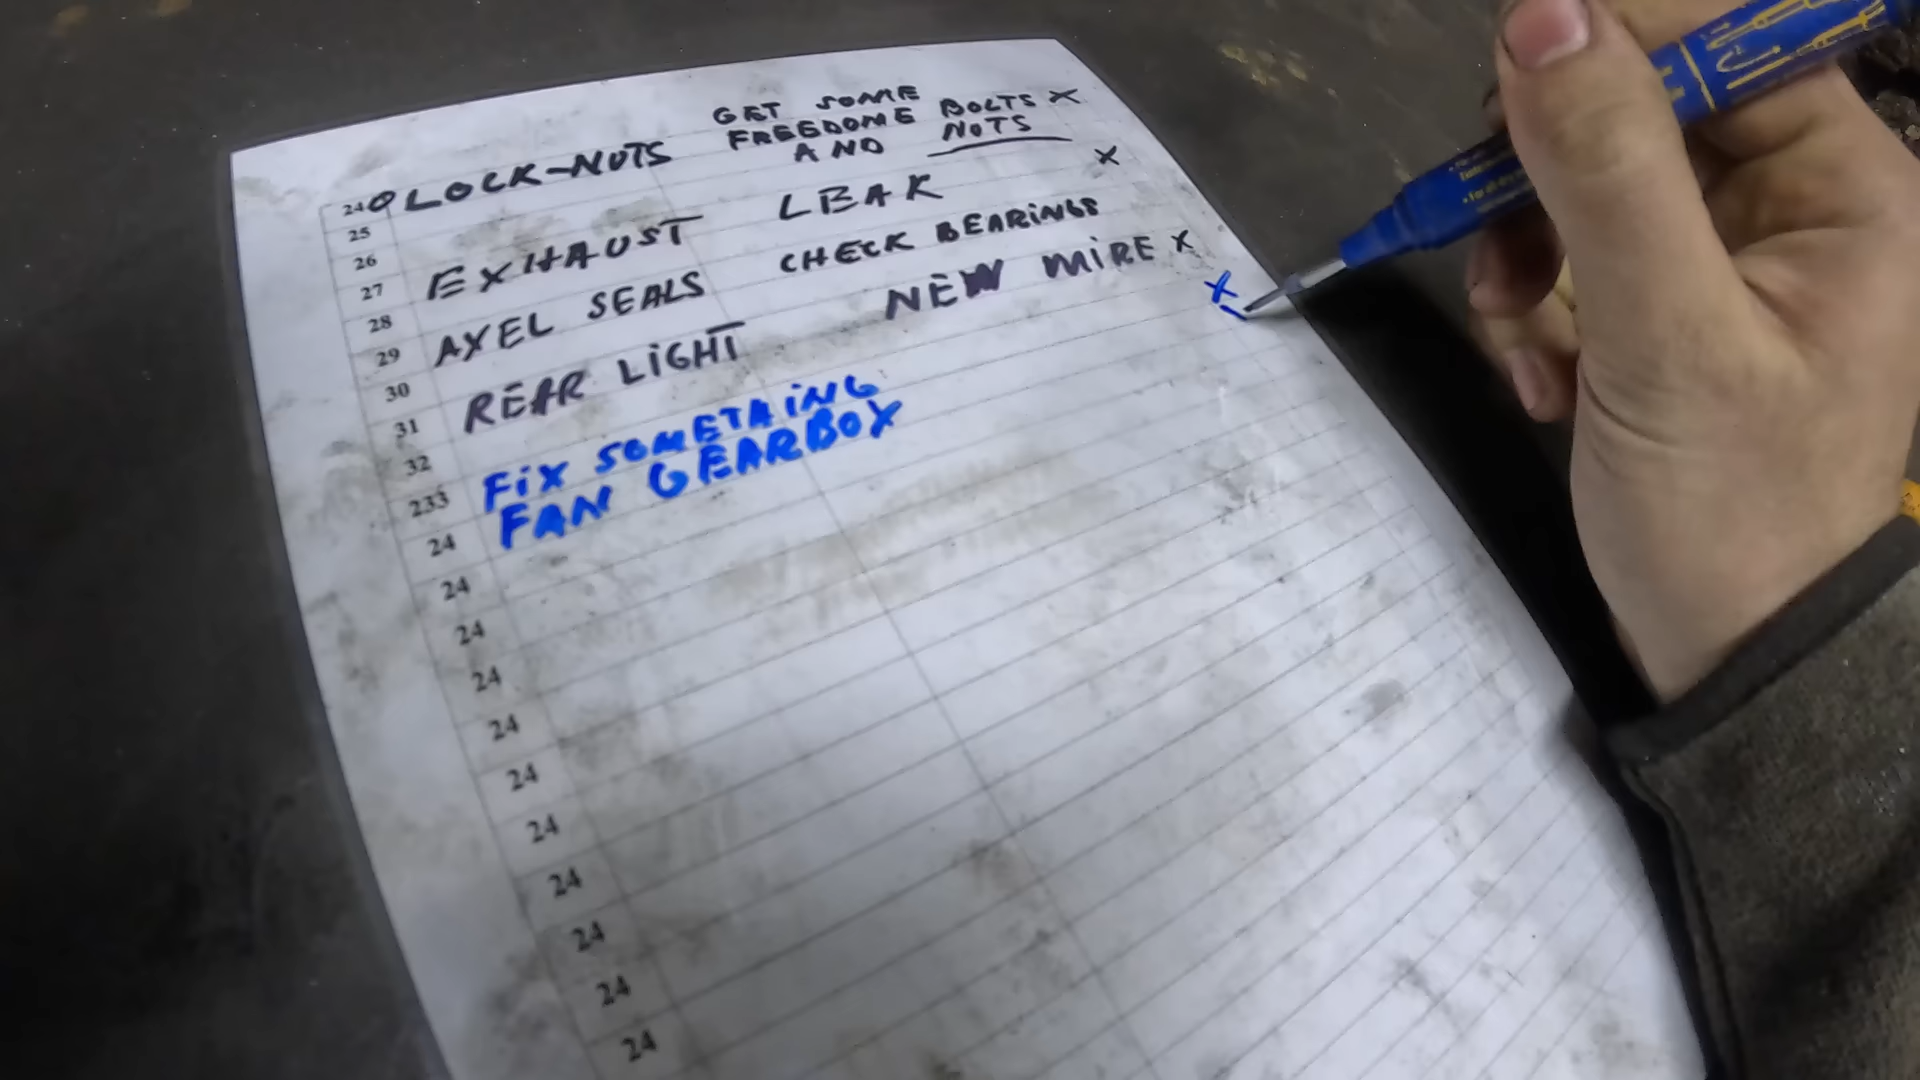 GET SOME
FREEDOME BOLTS X
AND NOTS
24 O LOCK-NUTS
25
26 EXHAUST LBAK X
27
28 AXEL SEALS CHECK BEARINGS
29
30 REAR LIGHT NEW MIRE X
31
32 FIX SOMETAING X
233 FAN GEARBOX
24
24
24
24
24
24
24
24
24
24
24